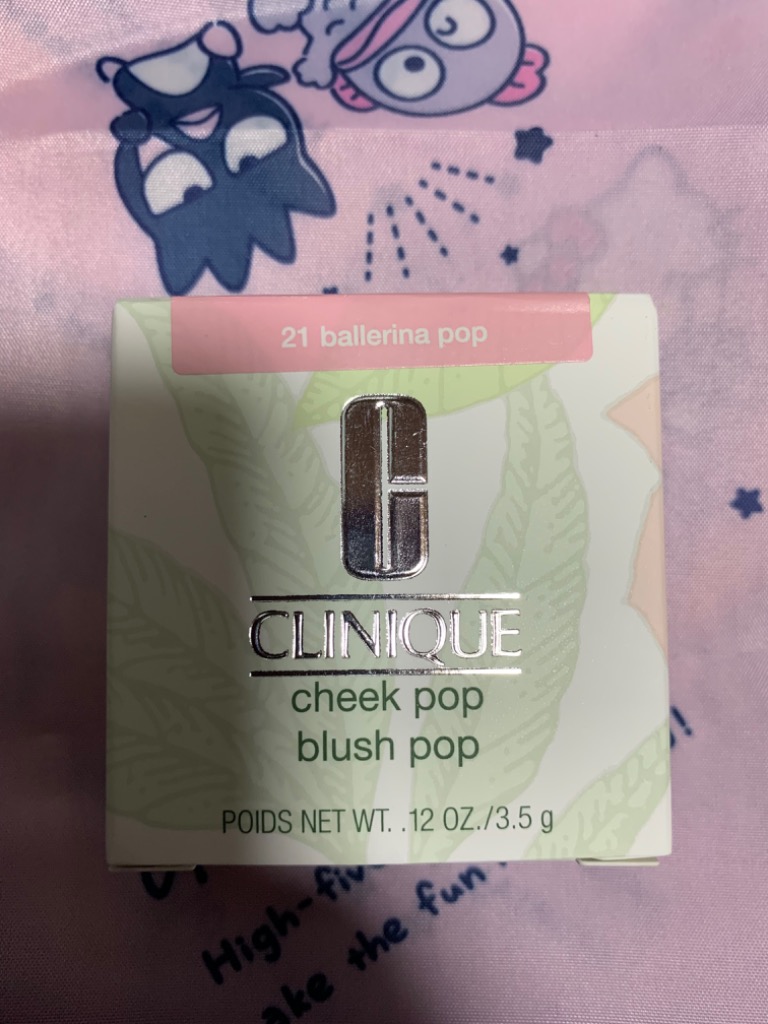 21 ballerina pop
CLINIQUE
cheek pop
blush pop
POIDS NET WT. .12 OZ./3.5 g
High-five
ake the fun